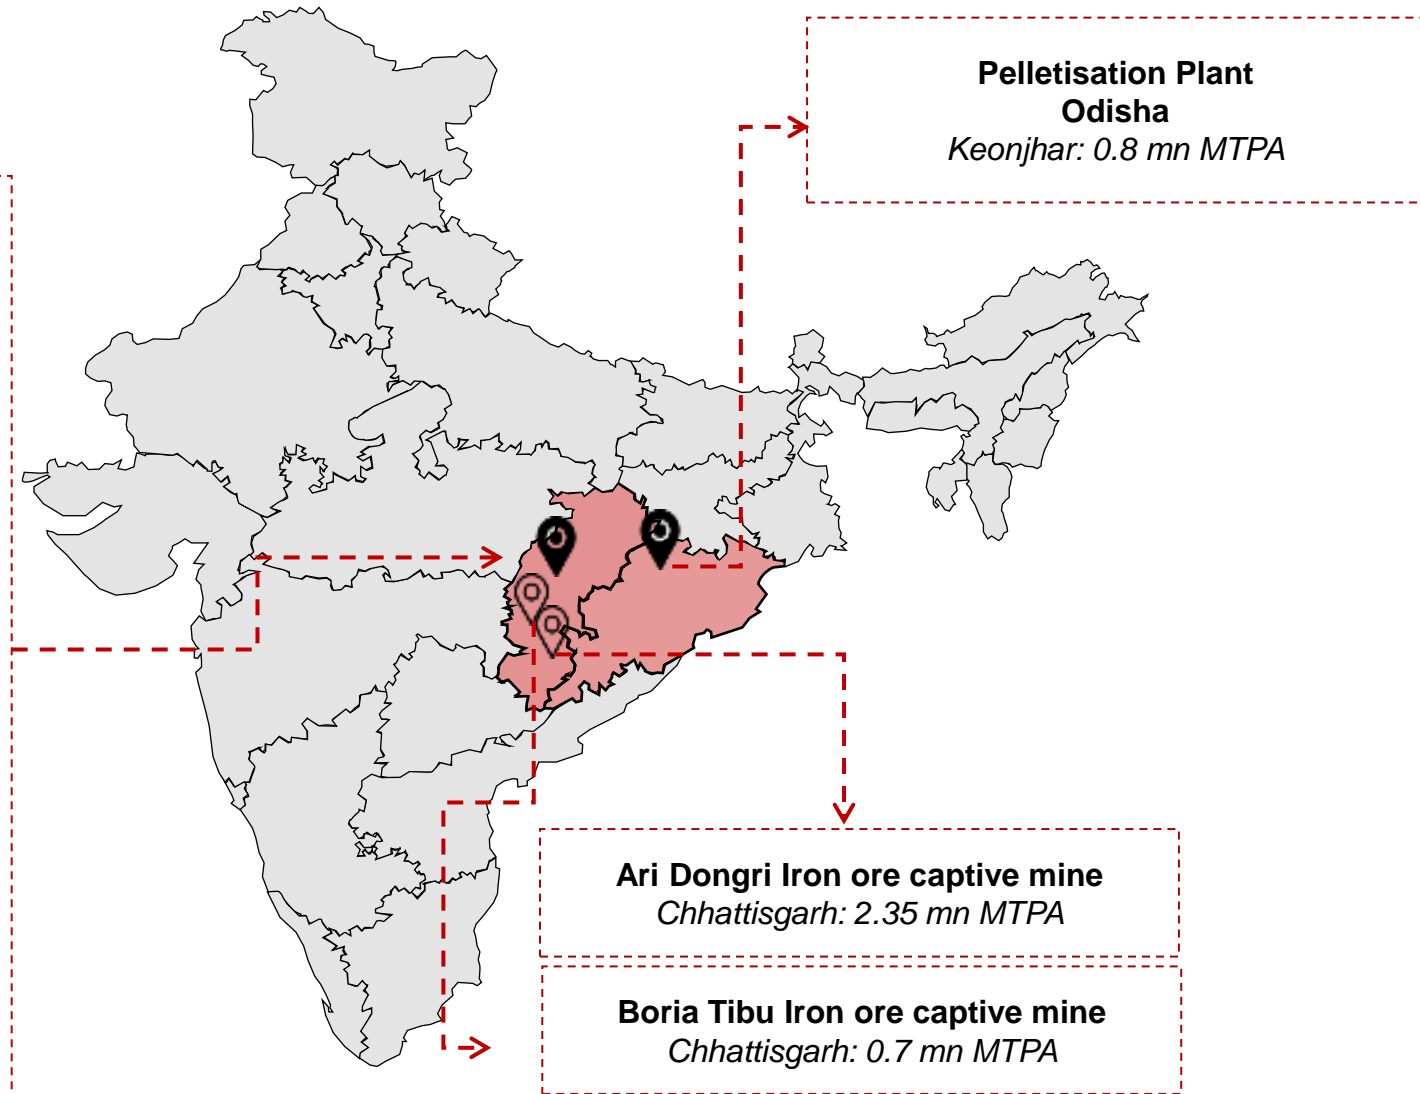 Pelletisation Plant
Odisha
Keonjhar: 0.8 mn MTPA
Ari Dongri Iron ore captive mine
Chhattisgarh: 2.35 mn MTPA
Boria Tibu Iron ore captive mine
Chhattisgarh: 0.7 mn MTPA